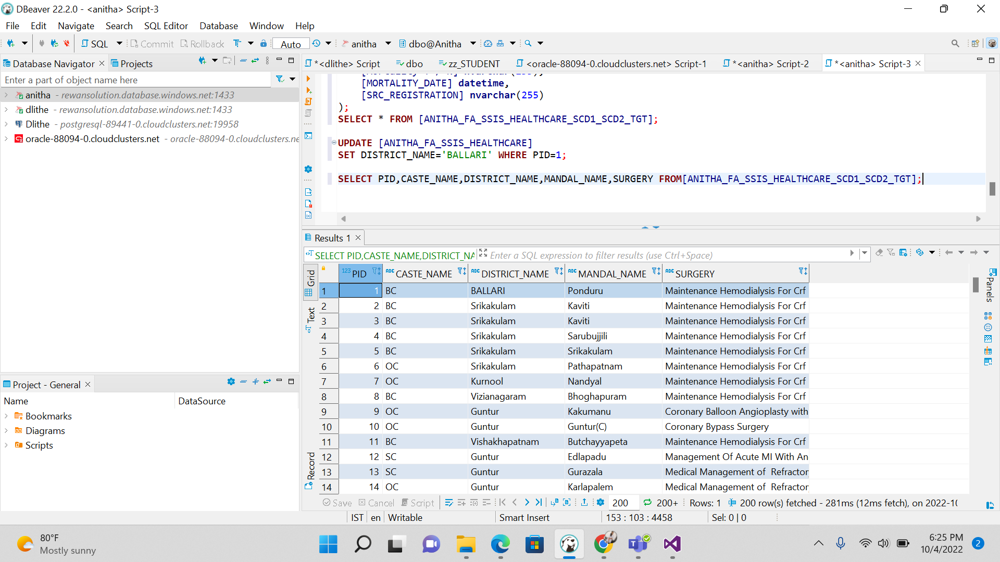 DBeaver 22.2.0 - <anitha> Script-3
File Edit Navigate Search SQL Editor Database Window Help
SQL Commit Rollback Auto anitha dbo@Anitha
Database Navigator Projects
Enter a part of object name here
anitha - rewansolution.database.windows.net:1433
dlithe - rewansolution.database.windows.net:1433
Dlithe - postgresql-89441-0.cloudclusters.net:19958
oracle-88094-0.cloudclusters.net - oracle-88094-0.cloudclusters.ne
Project - General
Name DataSource
Bookmarks
Diagrams
Scripts
*<dlithe> Script dbo zz_STUDENT <oracle-88094-0.cloudclusters.net> Script-1 *<anitha> Script-2 *<anitha> Script-3
[MORTALITY_DATE] datetime,
[SRC_REGISTRATION] nvarchar(255)
);
SELECT * FROM [ANITHA_FA_SSIS_HEALTHCARE_SCD1_SCD2_TGT];
UPDATE [ANITHA_FA_SSIS_HEALTHCARE]
SET DISTRICT_NAME='BALLARI' WHERE PID=1;
SELECT PID,CASTE_NAME,DISTRICT_NAME,MANDAL_NAME,SURGERY FROM[ANITHA_FA_SSIS_HEALTHCARE_SCD1_SCD2_TGT];
Results 1
SELECT PID,CASTE_NAME,DISTRICT_NA Enter a SQL expression to filter results (use Ctrl+Space)
Grid
Text
Record
Panels
123 PID ABC CASTE_NAME ABC DISTRICT_NAME ABC MANDAL_NAME ABC SURGERY
1 1 BC BALLARI Ponduru Maintenance Hemodialysis For Crf
2 2 BC Srikakulam Kaviti Maintenance Hemodialysis For Crf
3 3 BC Srikakulam Kaviti Maintenance Hemodialysis For Crf
4 4 BC Srikakulam Sarubujjili Maintenance Hemodialysis For Crf
5 5 BC Srikakulam Srikakulam Maintenance Hemodialysis For Crf
6 6 OC Srikakulam Pathapatnam Maintenance Hemodialysis For Crf
7 7 OC Kurnool Nandyal Maintenance Hemodialysis For Crf
8 8 BC Vizianagaram Bhoghapuram Maintenance Hemodialysis For Crf
9 9 OC Guntur Kakumanu Coronary Balloon Angioplasty with
10 10 OC Guntur Guntur(C) Coronary Bypass Surgery
11 11 BC Vishakhapatnam Butchayyapeta Maintenance Hemodialysis For Crf
12 12 SC Guntur Edlapadu Management Of Acute MI With An
13 13 SC Guntur Gurazala Medical Management of  Refractor
14 14 OC Guntur Karlapalem Medical Management of  Refractor
Save Cancel Script 200 200+ Rows: 1 200 row(s) fetched - 281ms (12ms fetch), on 2022-1
IST en Writable Smart Insert 153 : 103 : 4458 Sel: 0 | 0
80°F
Mostly sunny
6:25 PM
10/4/2022
2